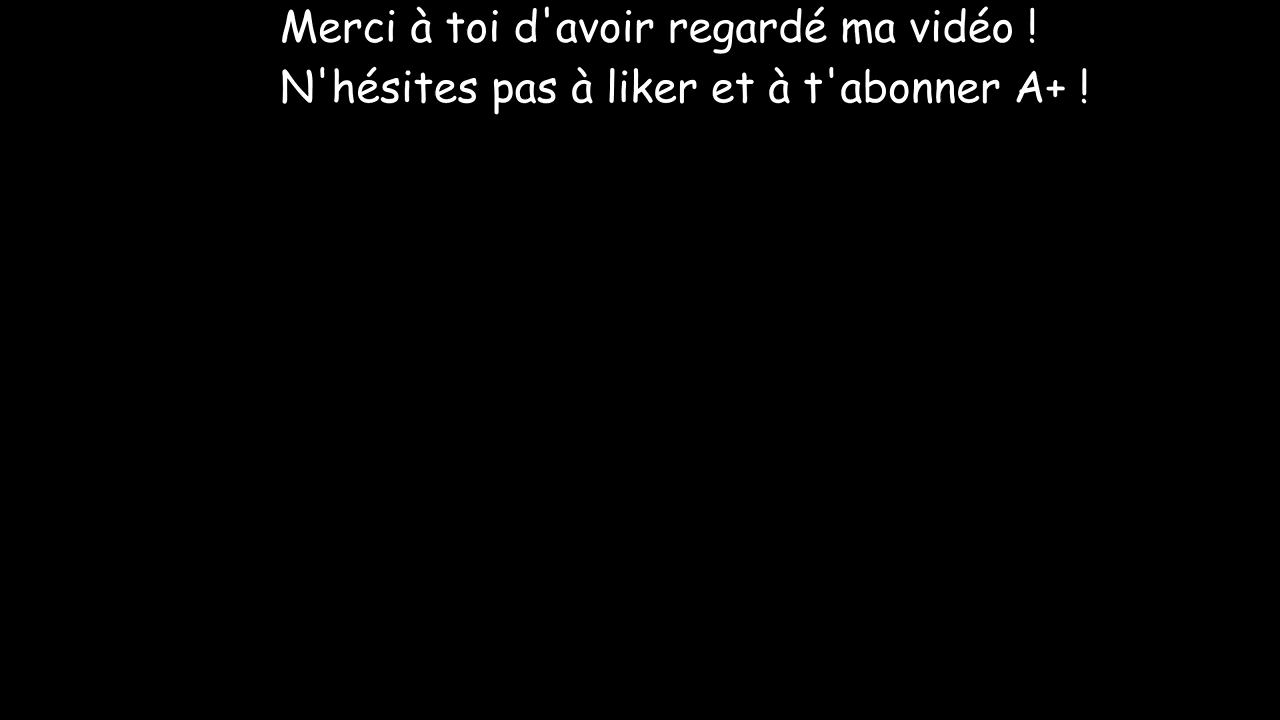 Merci à toi d'avoir regardé ma vidéo !
N'hésites pas à liker et à t'abonner A+ !